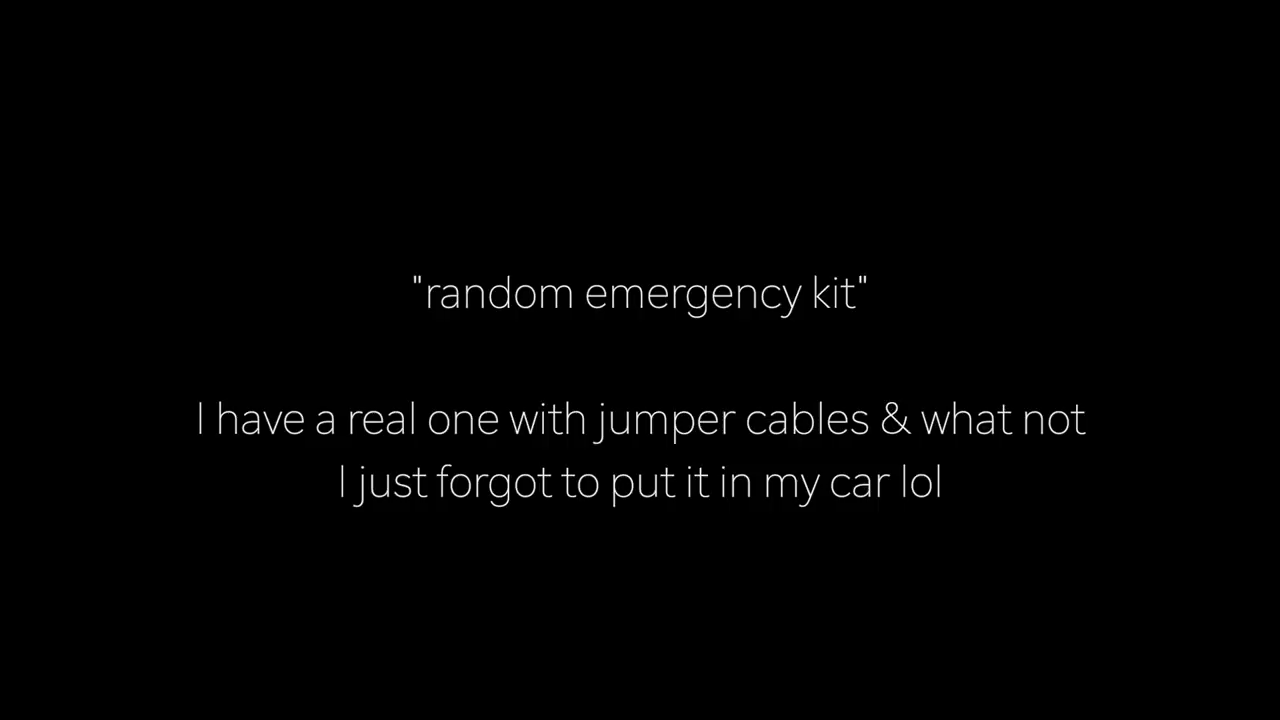 "random emergency kit"
I have a real one with jumper cables & what not
I just forgot to put it in my car lol